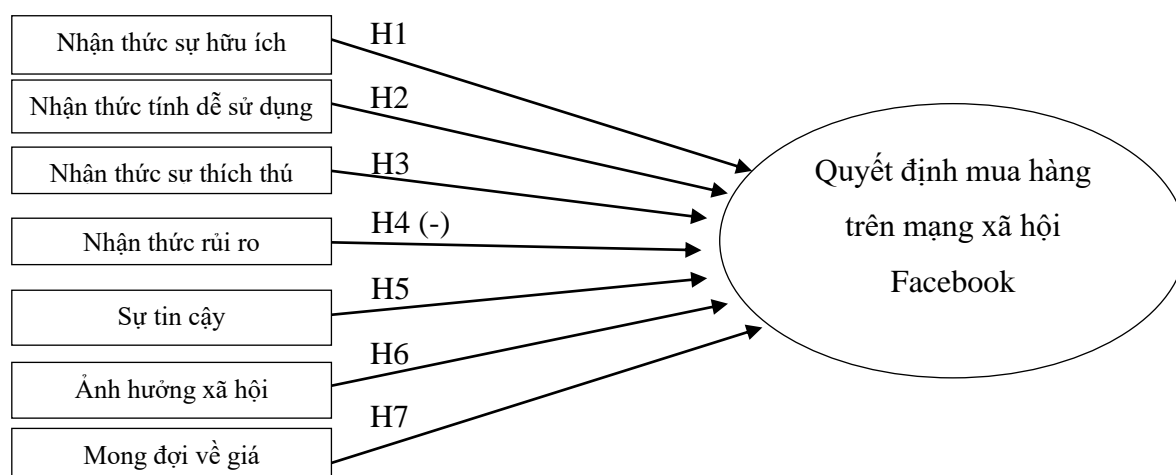 Nhận thức sự hữu ích
H1
Nhận thức tính dễ sử dụng
H2
Nhận thức sự thích thú
H3
Nhận thức rủi ro
H4 (-)
Sự tin cậy
H5
Ảnh hưởng xã hội
H6
Mong đợi về giá
H7
Quyết định mua hàng
trên mạng xã hội
Facebook